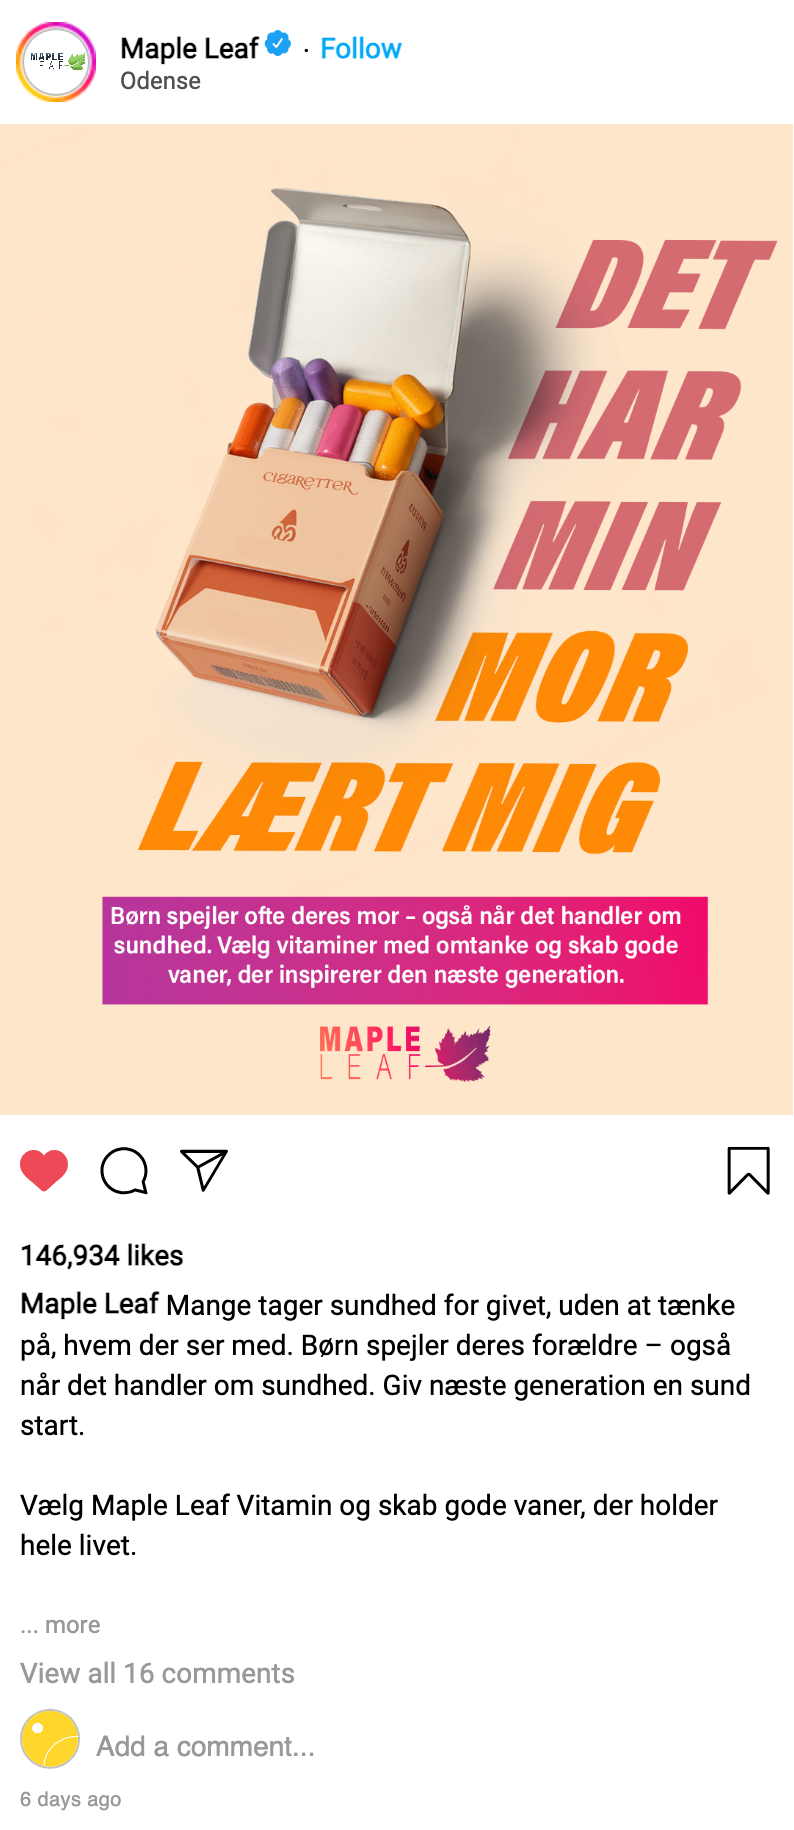 MAPLE
LEAF
Maple Leaf · Follow
Odense
DET
HAR
MIN
MOR
LÆRT MIG
CIGARETTER
Børn spejler ofte deres mor – også når det handler om
sundhed. Vælg vitaminer med omtanke og skab gode
vaner, der inspirerer den næste generation.
MAPLE
LEAF
146,934 likes
Maple Leaf Mange tager sundhed for givet, uden at tænke
på, hvem der ser med. Børn spejler deres forældre – også
når det handler om sundhed. Giv næste generation en sund
start.
Vælg Maple Leaf Vitamin og skab gode vaner, der holder
hele livet.
... more
View all 16 comments
Add a comment...
6 days ago